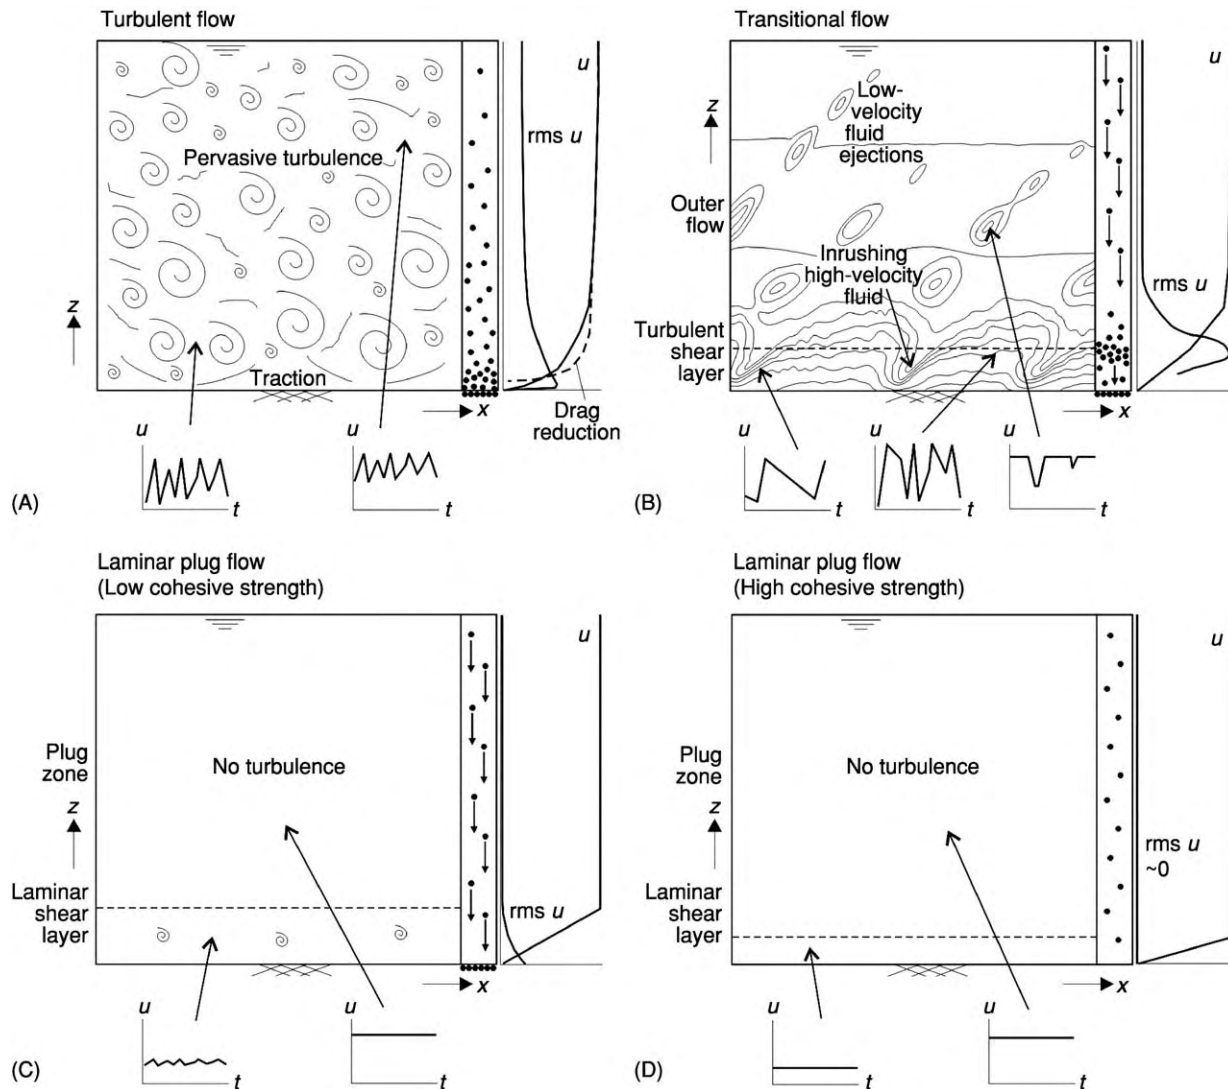 Turbulent flow
u
rms u
Pervasive turbulence
z
Traction
x
Drag
reduction
u
t
u
t
(A)
Transitional flow
u
Low-
velocity
fluid
ejections
z
Outer
flow
Inrushing
high-velocity
fluid
rms u
Turbulent
shear
layer
x
u
t
u
t
u
t
(B)
Laminar plug flow
(Low cohesive strength)
u
Plug
zone
No turbulence
z
Laminar
shear
layer
rms u
x
u
t
u
t
(C)
Laminar plug flow
(High cohesive strength)
u
Plug
zone
No turbulence
z
rms u
~0
Laminar
shear
layer
x
u
t
u
t
(D)